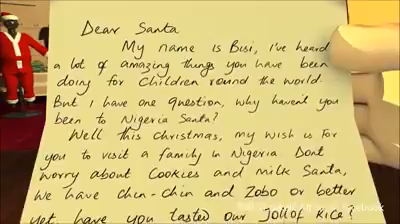 Dear Santa
My name is Bisi, I've heard
a lot of amazing things you have been
doing for Children round the world.
But I have one question, why haven't you
been to Nigeria Santa?
Well this christmas, my wish is for
you to visit a family in Nigeria. Dont
worry about Cookies and milk Santa,
We have chin-chin and Zobo or better
yet have you tasted our Jollof Rice?